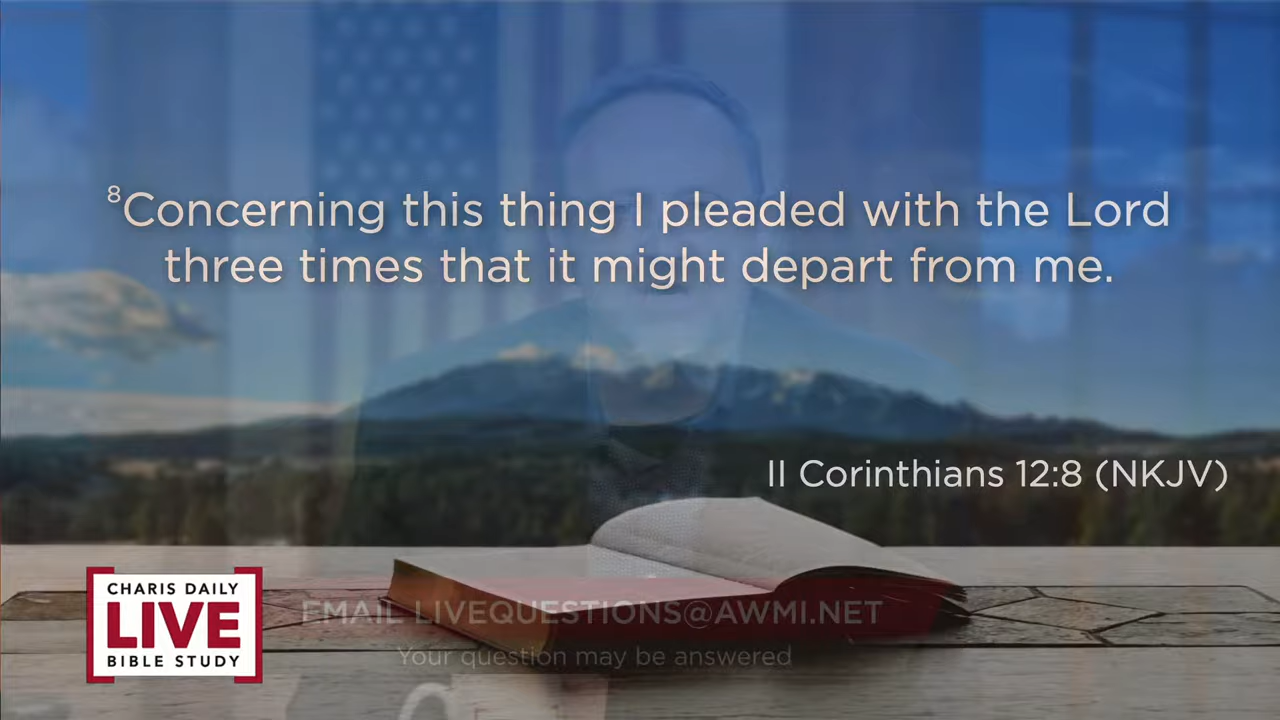 ⁸Concerning this thing I pleaded with the Lord
three times that it might depart from me.
II Corinthians 12:8 (NKJV)
CHARIS DAILY
LIVE
BIBLE STUDY
EMAIL LIVEQUESTIONS@AWMI.NET
Your question may be answered